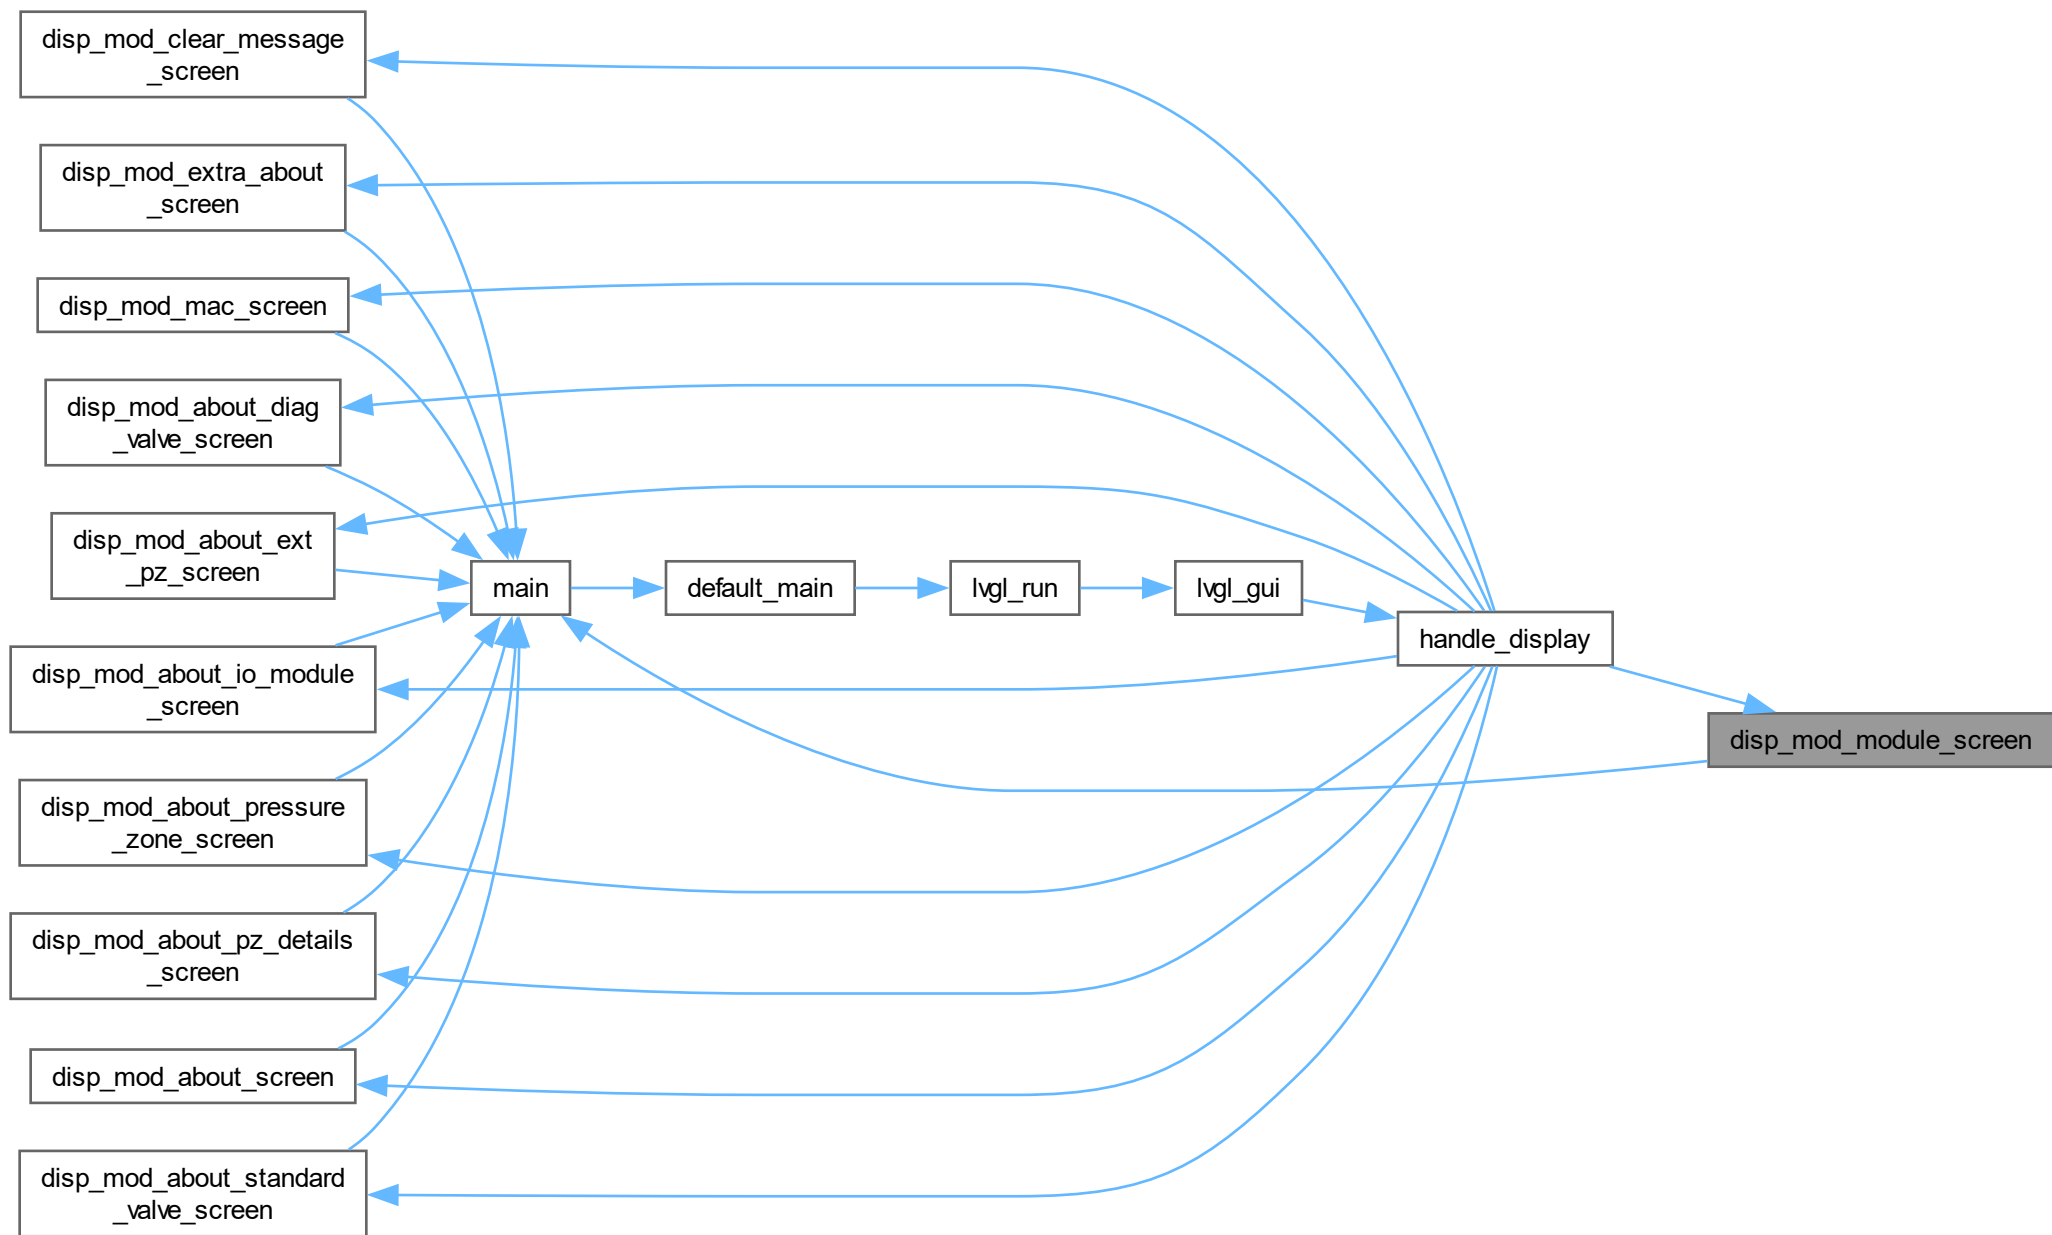 disp_mod_clear_message
_screen
disp_mod_extra_about
_screen
disp_mod_mac_screen
disp_mod_about_diag
_valve_screen
disp_mod_about_ext
_pz_screen
disp_mod_about_io_module
_screen
disp_mod_about_pressure
_zone_screen
disp_mod_about_pz_details
_screen
disp_mod_about_screen
disp_mod_about_standard
_valve_screen
main
default_main
lvgl_run
lvgl_gui
handle_display
disp_mod_module_screen